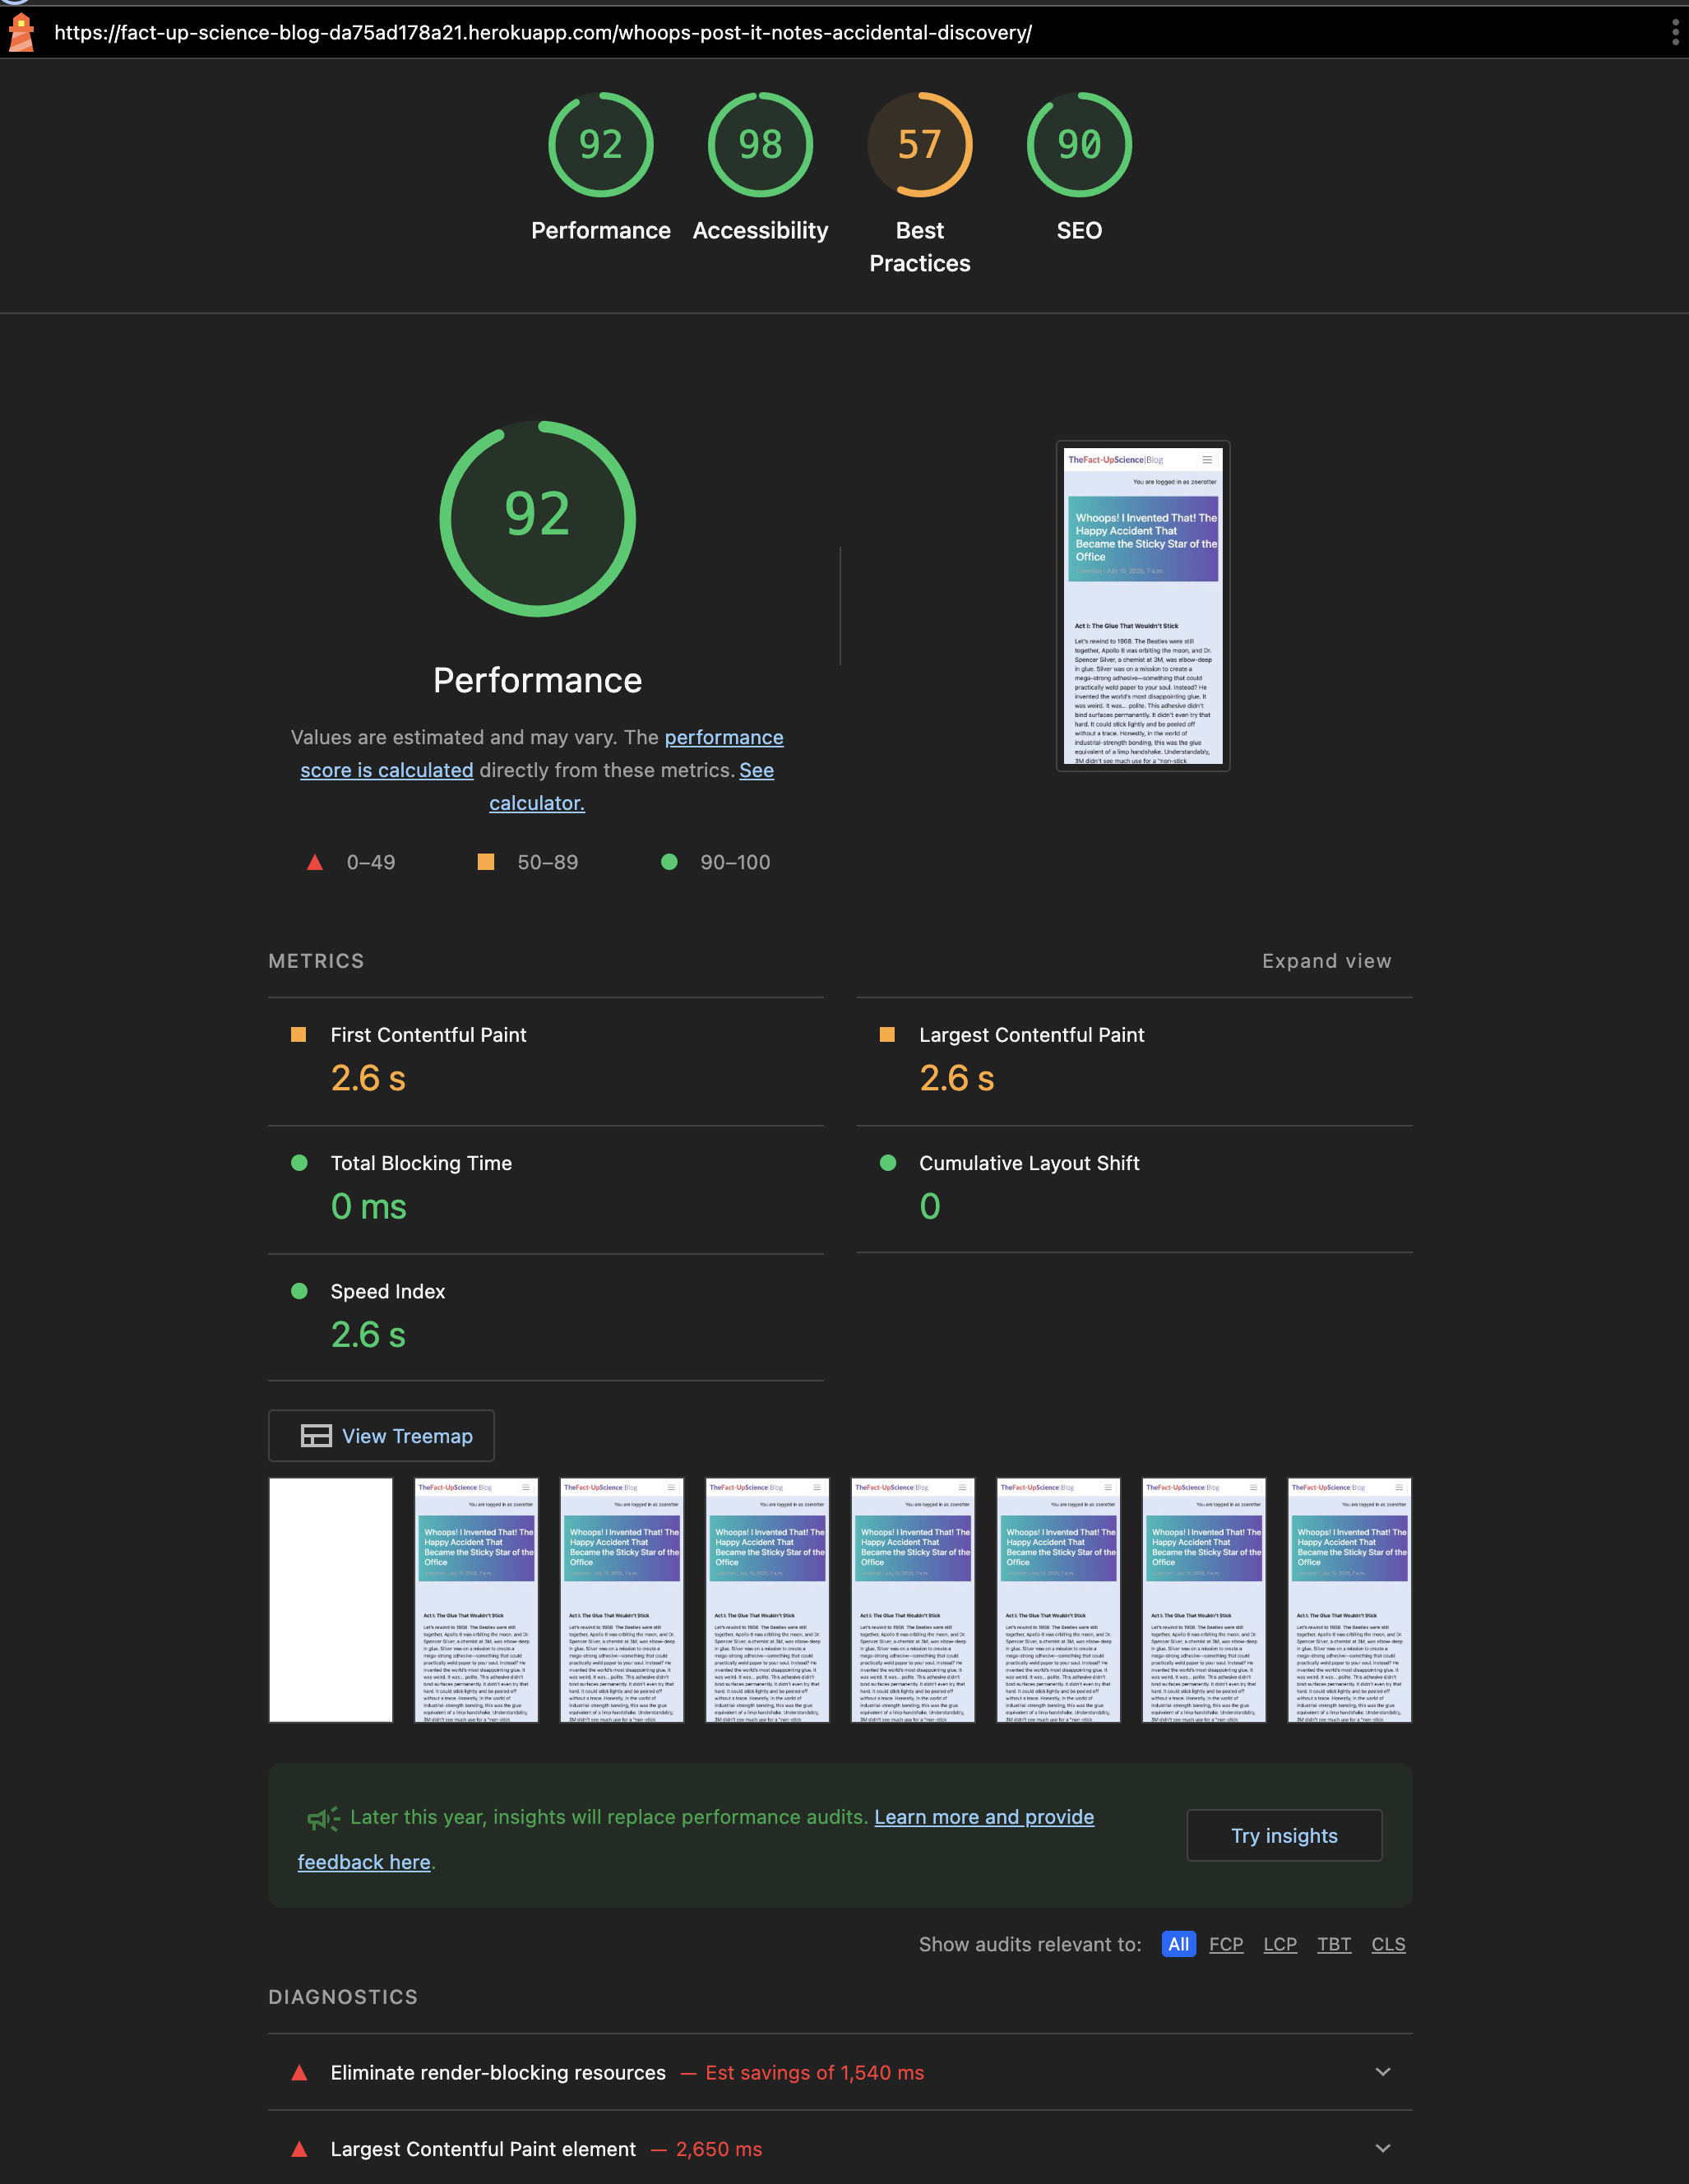 https://fact-up-science-blog-da75ad178a21.herokuapp.com/whoops-post-it-notes-accidental-discovery/
92
98
57
90
Performance
Accessibility
Best
Practices
SEO
92
Performance
Values are estimated and may vary. The performance
score is calculated directly from these metrics. See
calculator.
0–49
50–89
90–100
TheFact-UpScience|Blog
You are logged in as zoerotter
Whoops! I Invented That! The
Happy Accident That
Became the Sticky Star of the
Office
July 10, 2025, 7 a.m.
Act I: The Glue That Wouldn't Stick
Let's rewind to 1968. The Beatles were still
together, Apollo 8 was orbiting the moon, and Dr.
Spencer Silver, a chemist at 3M, was elbow-deep
in glue. Silver was on a mission to create a
mega-strong adhesive—something that could
practically weld paper to your soul. Instead? He
invented the world's most disappointing glue. It
was weird. It was... polite. This adhesive didn't
bind surfaces permanently. It didn't even try that
hard. It could stick lightly and be peeled off
without a trace. Honestly, in the world of
industrial-strength bonding, this was the glue
equivalent of a limp handshake. Understandably,
3M didn't see much use for a "non-stick
METRICS
Expand view
First Contentful Paint
2.6 s
Largest Contentful Paint
2.6 s
Total Blocking Time
0 ms
Cumulative Layout Shift
0
Speed Index
2.6 s
View Treemap
Later this year, insights will replace performance audits. Learn more and provide
feedback here.
Try insights
Show audits relevant to: All FCP LCP TBT CLS
DIAGNOSTICS
Eliminate render-blocking resources — Est savings of 1,540 ms
Largest Contentful Paint element — 2,650 ms